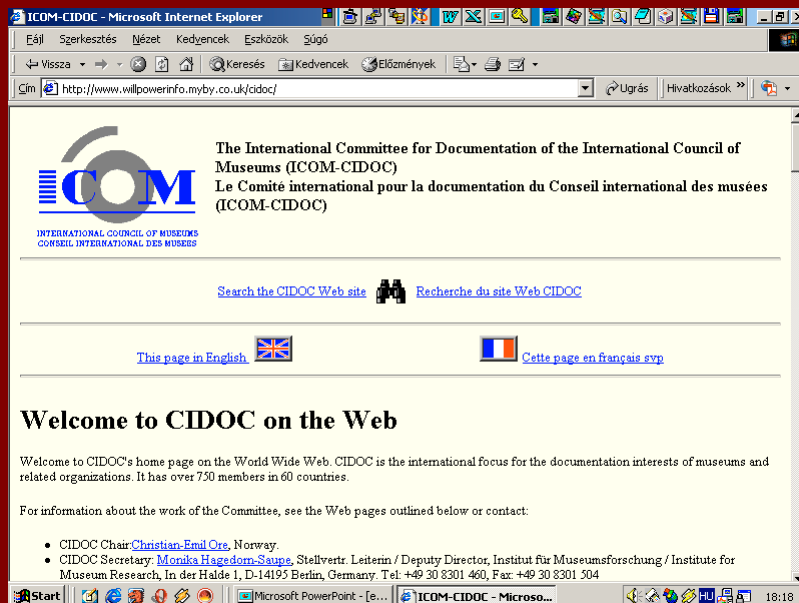 ICOM-CIDOC - Microsoft Internet Explorer
Fájl Szerkesztés Nézet Kedvencek Eszközök Súgó
Vissza Keresés Kedvencek Előzmények
Cím http://www.willpowerinfo.myby.co.uk/cidoc/ Ugrás Hivatkozások »
The International Committee for Documentation of the International Council of
Museums (ICOM-CIDOC)
Le Comité international pour la documentation du Conseil international des musées
(ICOM-CIDOC)
ICOM
INTERNATIONAL COUNCIL OF MUSEUMS
CONSEIL INTERNATIONAL DES MUSEES
Search the CIDOC Web site Recherche du site Web CIDOC
This page in English Cette page en français svp
Welcome to CIDOC on the Web
Welcome to CIDOC's home page on the World Wide Web. CIDOC is the international focus for the documentation interests of museums and
related organizations. It has over 750 members in 60 countries.
For information about the work of the Committee, see the Web pages outlined below or contact:
• CIDOC Chair:Christian-Emil Ore, Norway.
• CIDOC Secretary: Monika Hagedorn-Saupe, Stellvertr. Leiterin / Deputy Director, Institut für Museumsforschung / Institute for
Museum Research, In der Halde 1, D-14195 Berlin, Germany. Tel: +49 30 8301 460, Fax: +49 30 8301 504
Start Microsoft PowerPoint - [e... ICOM-CIDOC - Microso... HU 18:18